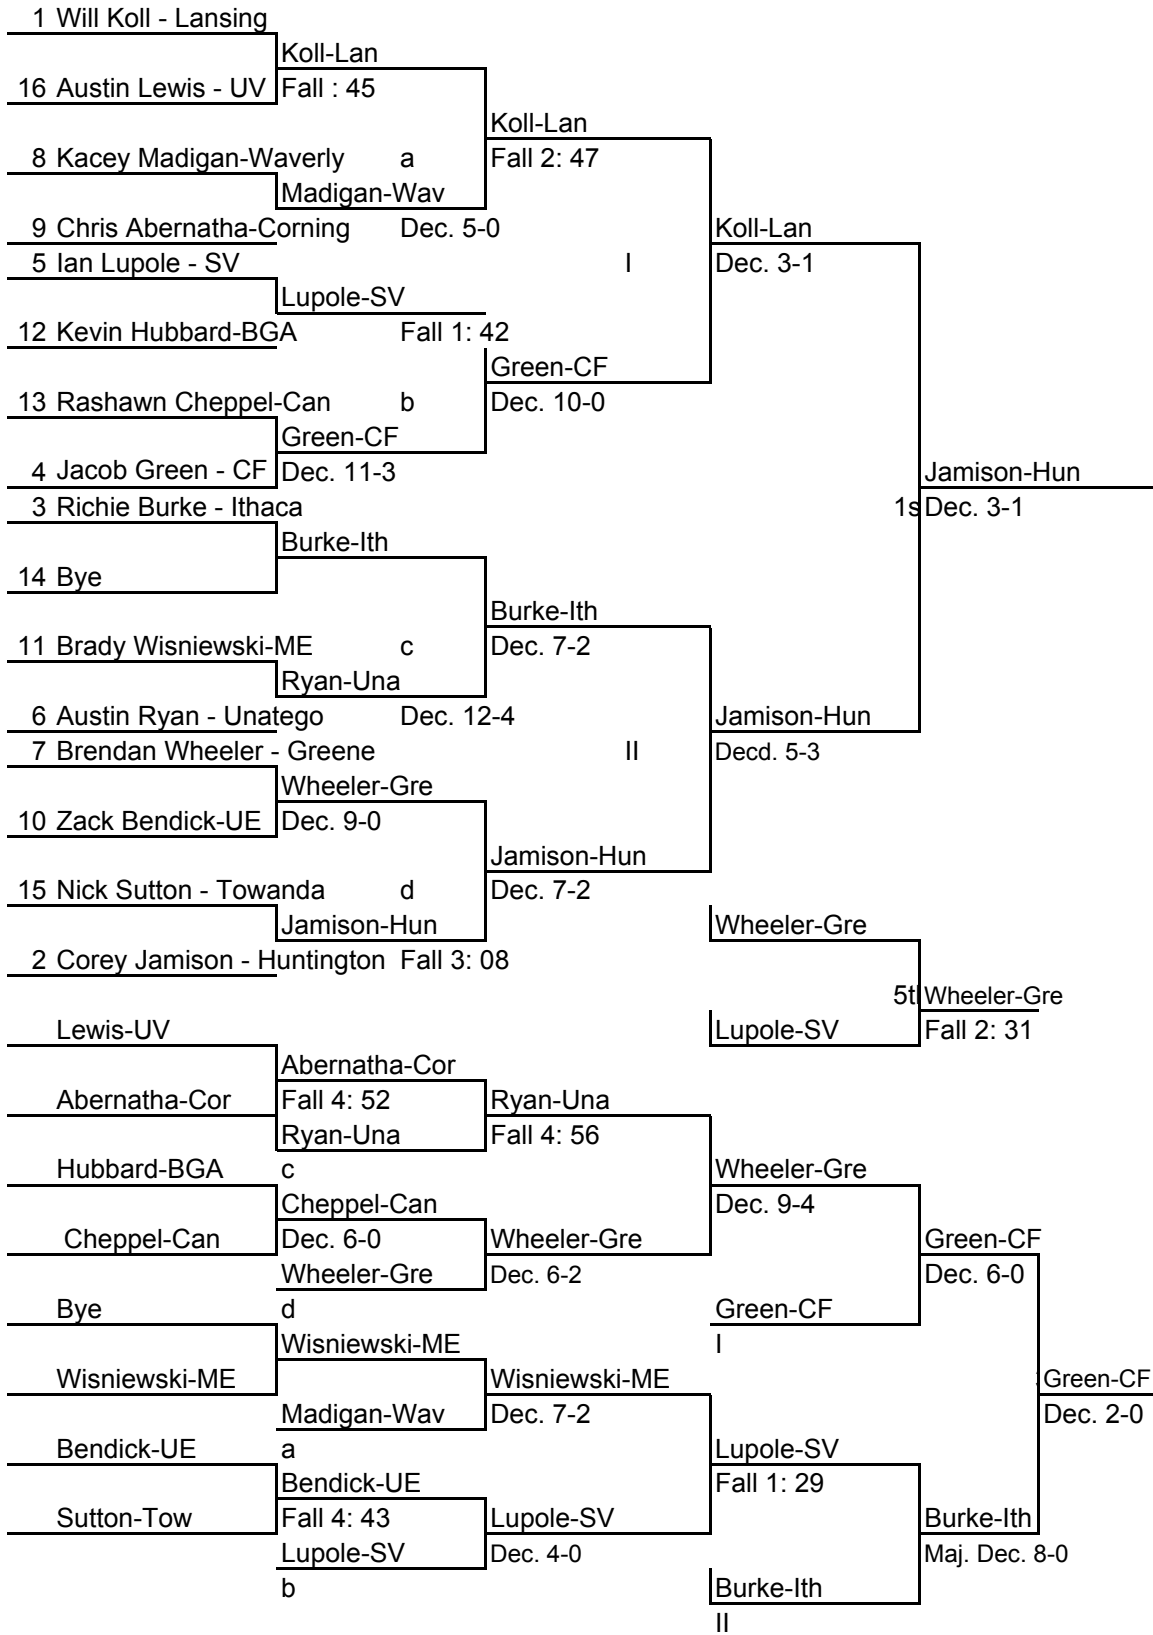 1 Will Koll - Lansing
Koll-Lan
16 Austin Lewis - UV Fall : 45
Koll-Lan
8 Kacey Madigan-Waverly a Fall 2: 47
Madigan-Wav
9 Chris Abernatha-Corning Dec. 5-0 Koll-Lan
5 Ian Lupole - SV I Dec. 3-1
Lupole-SV
12 Kevin Hubbard-BGA Fall 1: 42
Green-CF
13 Rashawn Cheppel-Can b Dec. 10-0
Green-CF
4 Jacob Green - CF Dec. 11-3 Jamison-Hun
3 Richie Burke - Ithaca 1s Dec. 3-1
Burke-Ith
14 Bye
Burke-Ith
11 Brady Wisniewski-ME c Dec. 7-2
Ryan-Una
6 Austin Ryan - Unatego Dec. 12-4 Jamison-Hun
7 Brendan Wheeler - Greene II Decd. 5-3
Wheeler-Gre
10 Zack Bendick-UE Dec. 9-0
Jamison-Hun
15 Nick Sutton - Towanda d Dec. 7-2
Jamison-Hun Wheeler-Gre
2 Corey Jamison - Huntington Fall 3: 08
5t Wheeler-Gre
Lewis-UV Lupole-SV Fall 2: 31
Abernatha-Cor
Abernatha-Cor Fall 4: 52 Ryan-Una
Ryan-Una Fall 4: 56
Hubbard-BGA c Wheeler-Gre
Cheppel-Can Dec. 9-4
Cheppel-Can Dec. 6-0 Wheeler-Gre Green-CF
Wheeler-Gre Dec. 6-2 Dec. 6-0
Bye d Green-CF
Wisniewski-ME I
Wisniewski-ME Wisniewski-ME Green-CF
Madigan-Wav Dec. 7-2 Dec. 2-0
Bendick-UE a Lupole-SV
Bendick-UE Fall 1: 29
Sutton-Tow Fall 4: 43 Lupole-SV Burke-Ith
Lupole-SV Dec. 4-0 Maj. Dec. 8-0
b Burke-Ith
II